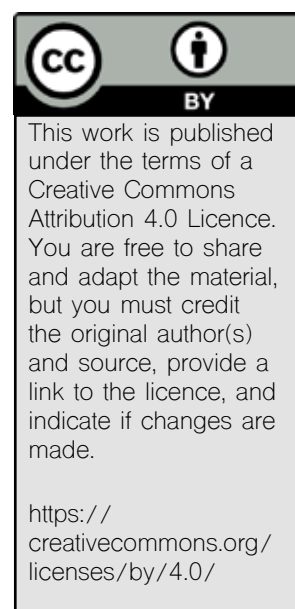 cc
BY
This work is published
under the terms of a
Creative Commons
Attribution 4.0 Licence.
You are free to share
and adapt the material,
but you must credit
the original author(s)
and source, provide a
link to the licence, and
indicate if changes are
made.
https://
creativecommons.org/
licenses/by/4.0/